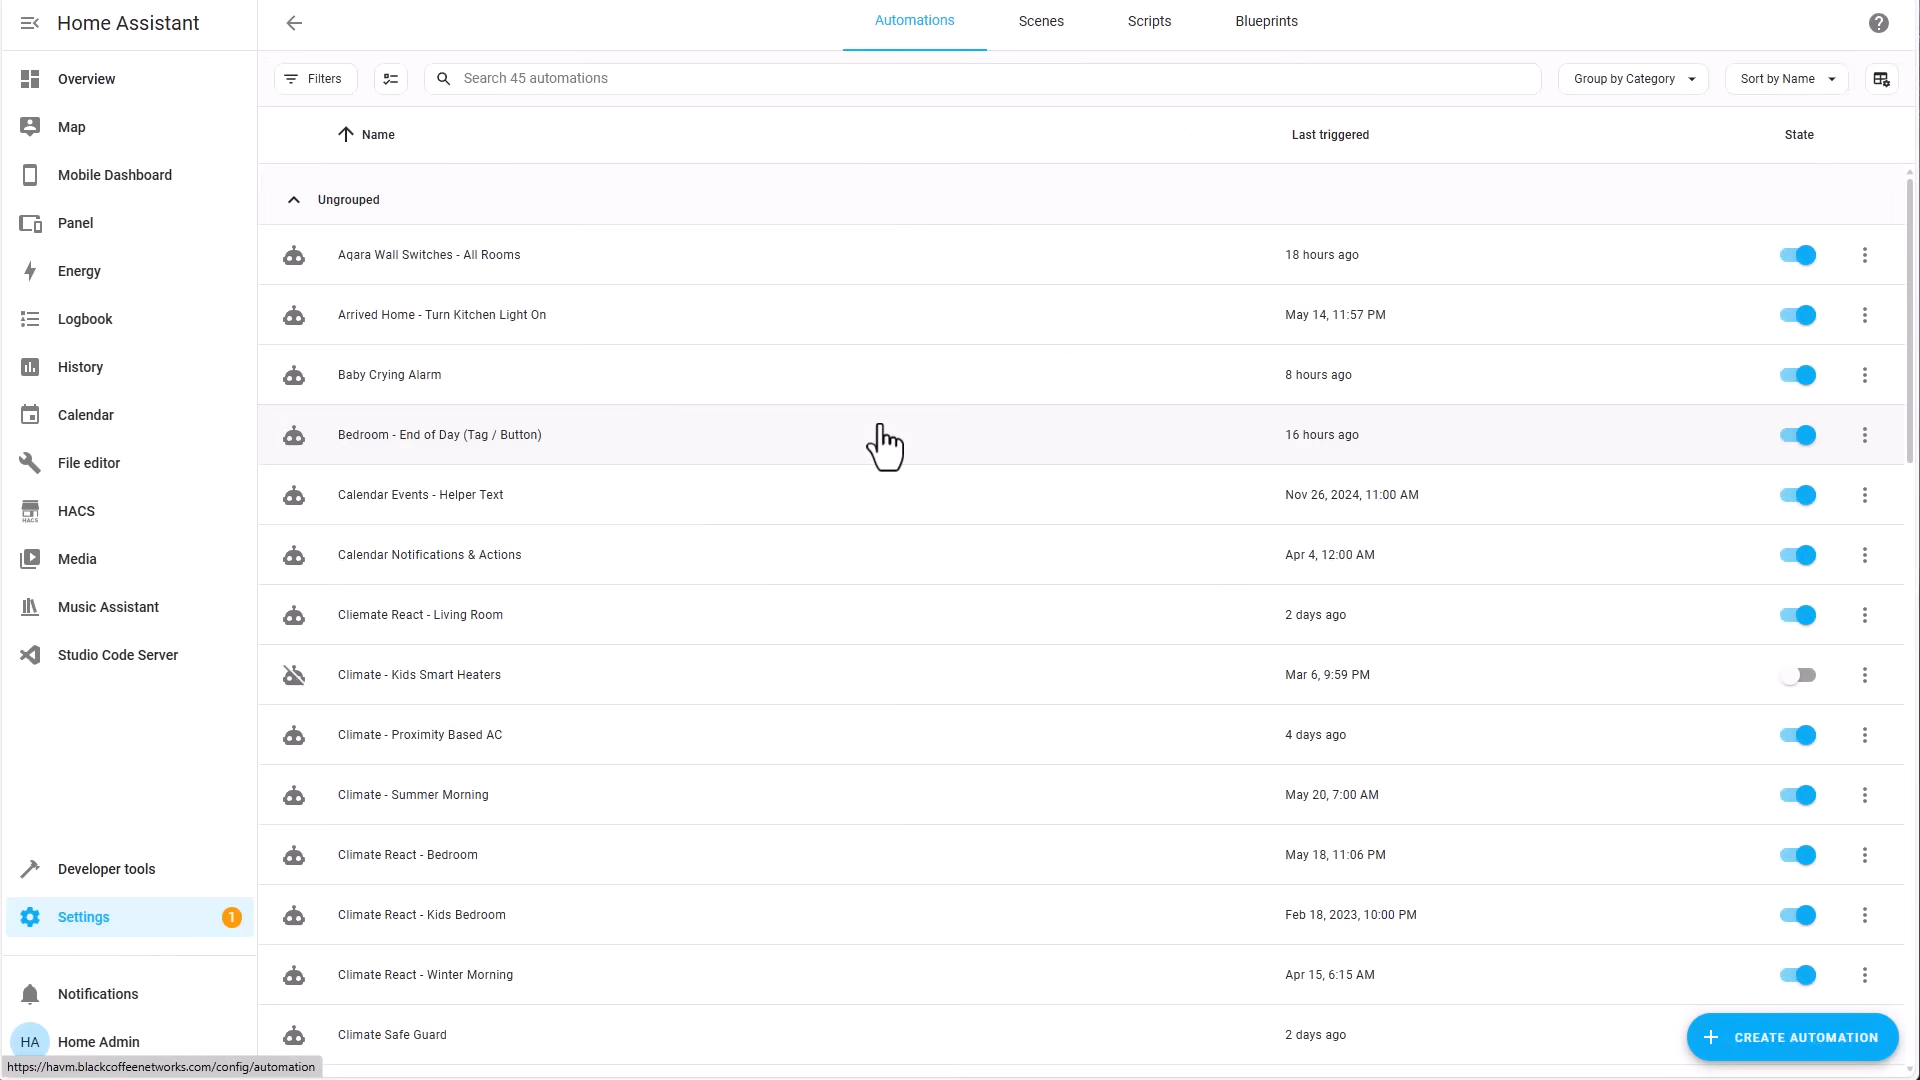 Home Assistant
Automations
Scenes
Scripts
Blueprints
Overview
Map
Mobile Dashboard
Panel
Energy
Logbook
History
Calendar
File editor
HACS
HACS
Media
Music Assistant
Studio Code Server
Developer tools
Settings
1
Notifications
HA
Home Admin
Filters
Search 45 automations
Group by Category
Sort by Name
Name
Last triggered
State
Ungrouped
Aqara Wall Switches - All Rooms
18 hours ago
Arrived Home - Turn Kitchen Light On
May 14, 11:57 PM
Baby Crying Alarm
8 hours ago
Bedroom - End of Day (Tag / Button)
16 hours ago
Calendar Events - Helper Text
Nov 26, 2024, 11:00 AM
Calendar Notifications & Actions
Apr 4, 12:00 AM
Cliemate React - Living Room
2 days ago
Climate - Kids Smart Heaters
Mar 6, 9:59 PM
Climate - Proximity Based AC
4 days ago
Climate - Summer Morning
May 20, 7:00 AM
Climate React - Bedroom
May 18, 11:06 PM
Climate React - Kids Bedroom
Feb 18, 2023, 10:00 PM
Climate React - Winter Morning
Apr 15, 6:15 AM
Climate Safe Guard
2 days ago
CREATE AUTOMATION
https://havm.blackcoffeenetworks.com/config/automation